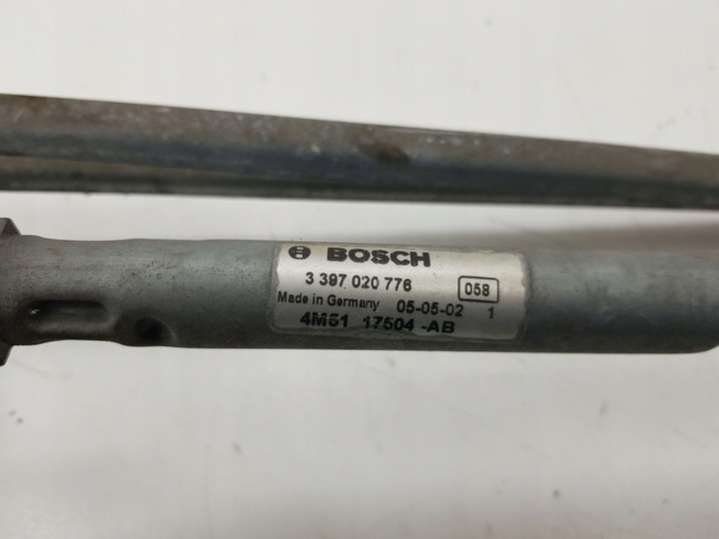 BOSCH
3 397 020 776 058
Made in Germany 05-05-02 1
4M51 17504 -AB